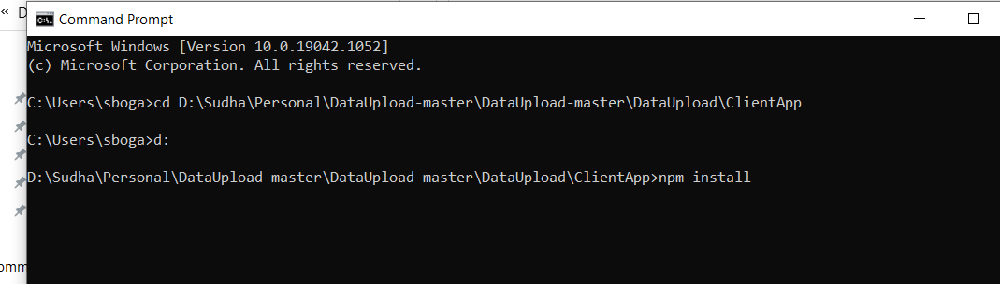 « D
Command Prompt
Microsoft Windows [Version 10.0.19042.1052]
(c) Microsoft Corporation. All rights reserved.
C:\Users\sboga>cd D:\Sudha\Personal\DataUpload-master\DataUpload-master\DataUpload\ClientApp
C:\Users\sboga>d:
D:\Sudha\Personal\DataUpload-master\DataUpload-master\DataUpload\ClientApp>npm install
omm